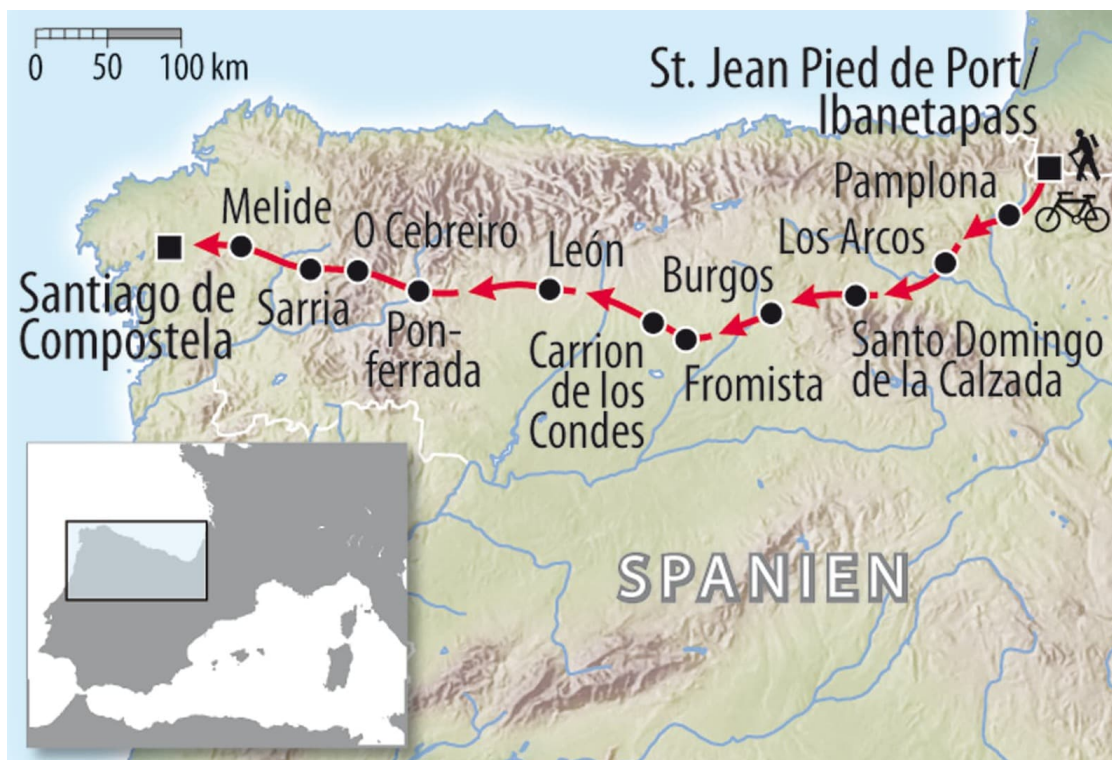 0 50 100 km
St. Jean Pied de Port/
Ibanetapass
Pamplona
Los Arcos
Santo Domingo
de la Calzada
Burgos
Fromista
Carrion
de los
Condes
León
Pon-
ferrada
O Cebreiro
Sarria
Melide
Santiago de
Compostela
SPANIEN